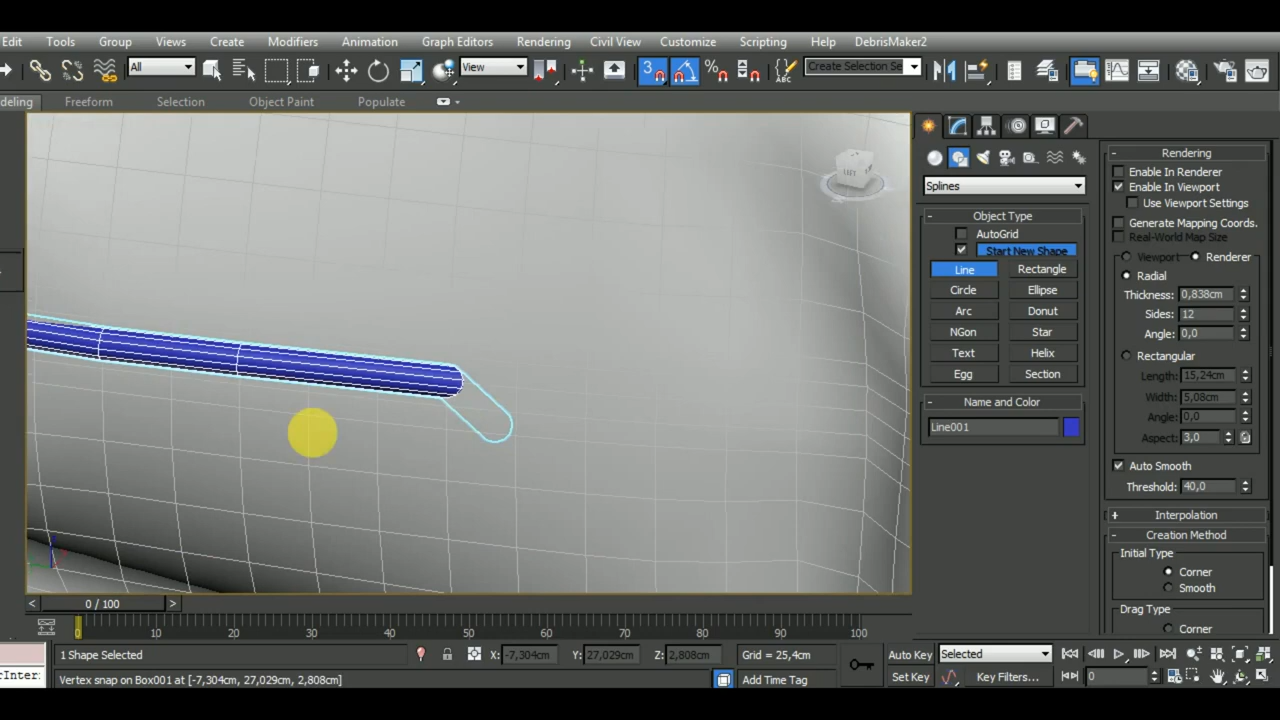 Edit Tools Group Views Create Modifiers Animation Graph Editors Rendering Civil View Customize Scripting Help DebrisMaker2
All View 3 Create Selection Se
deling Freeform Selection Object Paint Populate
LEFT
Splines
- Object Type
AutoGrid
Start New Shape
Line Rectangle
Circle Ellipse
Arc Donut
NGon Star
Text Helix
Egg Section
- Name and Color
Line001
- Rendering
Enable In Renderer
Enable In Viewport
Use Viewport Settings
Generate Mapping Coords.
Real-World Map Size
Viewport Renderer
Radial
Thickness: 0,838cm
Sides: 12
Angle: 0,0
Rectangular
Length: 15,24cm
Width: 5,08cm
Angle: 0,0
Aspect: 3,0
Auto Smooth
Threshold: 40,0
+ Interpolation
- Creation Method
Initial Type
Corner
Smooth
Drag Type
Corner
< 0 / 100 >
0 10 20 30 40 50 60 70 80 90 100
1 Shape Selected X: -7,304cm Y: 27,029cm Z: 2,808cm Grid = 25,4cm Auto Key Selected
rInter: Vertex snap on Box001 at [-7,304cm, 27,029cm, 2,808cm] Add Time Tag Set Key Key Filters... 0